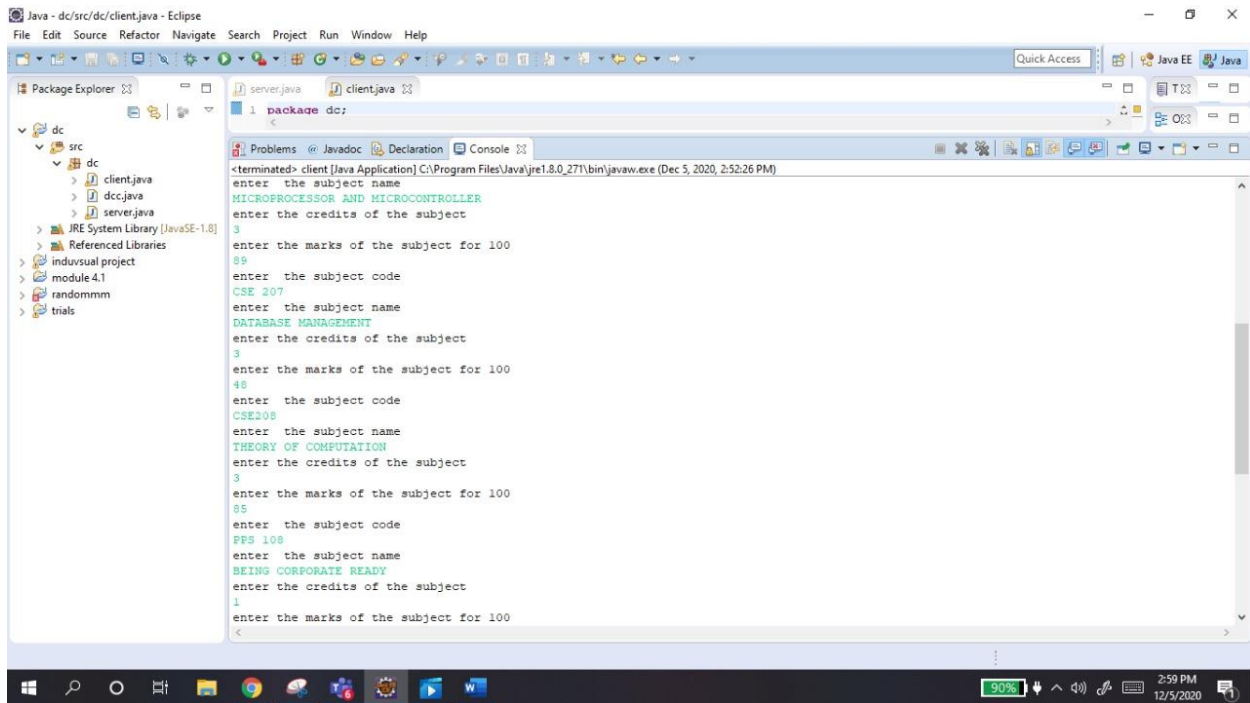 Java - dc/src/dc/client.java - Eclipse
File Edit Source Refactor Navigate Search Project Run Window Help
Quick Access
Java EE
Java
Package Explorer
dc
src
dc
client.java
dcc.java
server.java
JRE System Library [JavaSE-1.8]
Referenced Libraries
induvsual project
module 4.1
randommm
trials
server.java
client.java
1 package dc;
Problems @ Javadoc Declaration Console
<terminated> client [Java Application] C:\Program Files\Java\jre1.8.0_271\bin\javaw.exe (Dec 5, 2020, 2:52:26 PM)
enter  the subject name
MICROPROCESSOR AND MICROCONTROLLER
enter the credits of the subject
3
enter the marks of the subject for 100
89
enter  the subject code
CSE 207
enter  the subject name
DATABASE MANAGEMENT
enter the credits of the subject
3
enter the marks of the subject for 100
48
enter  the subject code
CSE208
enter  the subject name
THEORY OF COMPUTATION
enter the credits of the subject
3
enter the marks of the subject for 100
85
enter  the subject code
PPS 108
enter  the subject name
BEING CORPORATE READY
enter the credits of the subject
1
enter the marks of the subject for 100
T
O
90%
2:59 PM
12/5/2020